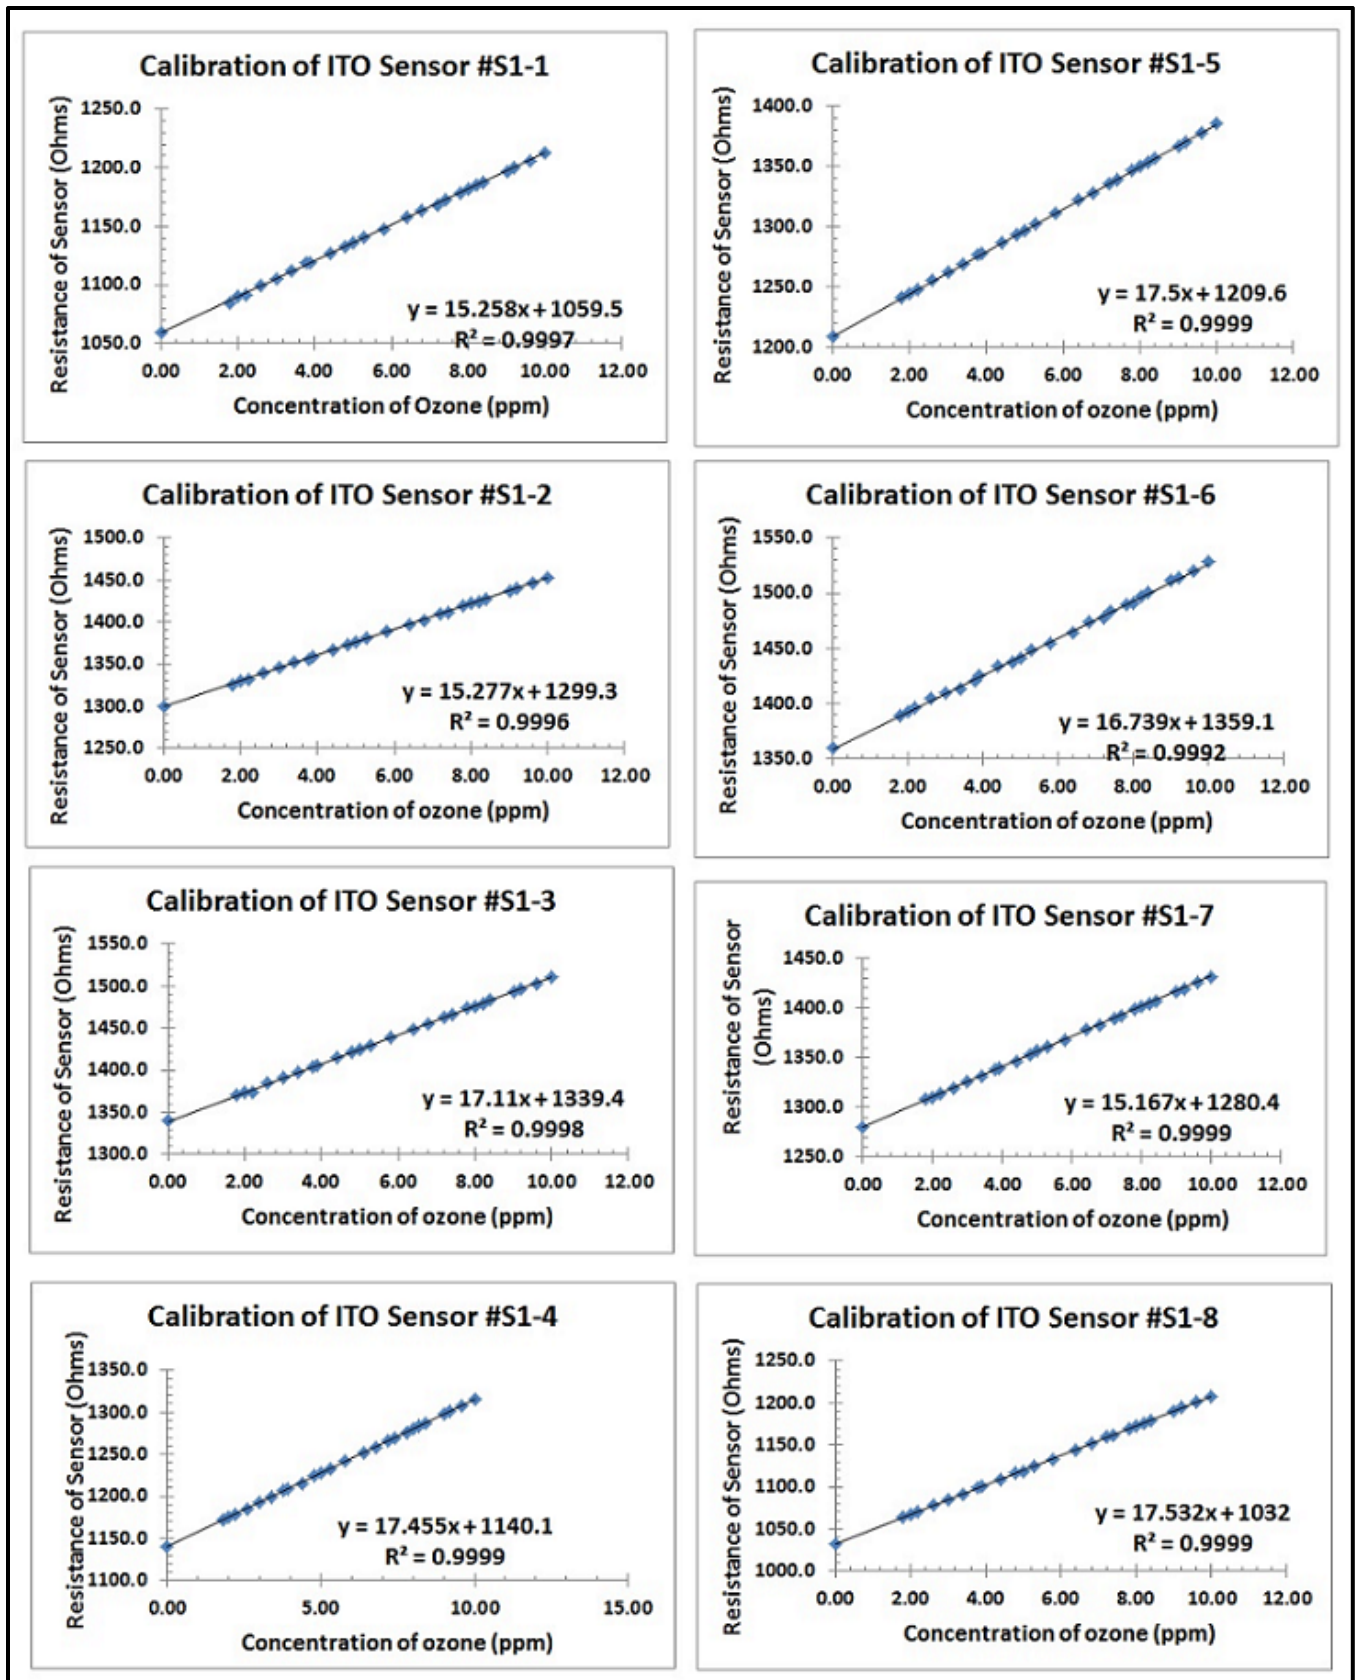 Calibration of ITO Sensor #S1-1
Resistance of Sensor (Ohms)
1250.0
1200.0
1150.0
1100.0
1050.0
y = 15.258x + 1059.5
R² = 0.9997
0.00 2.00 4.00 6.00 8.00 10.00 12.00
Concentration of Ozone (ppm)
Calibration of ITO Sensor #S1-5
Resistance of Sensor (Ohms)
1400.0
1350.0
1300.0
1250.0
1200.0
y = 17.5x + 1209.6
R² = 0.9999
0.00 2.00 4.00 6.00 8.00 10.00 12.00
Concentration of ozone (ppm)
Calibration of ITO Sensor #S1-2
Resistance of Sensor (Ohms)
1500.0
1450.0
1400.0
1350.0
1300.0
1250.0
y = 15.277x + 1299.3
R² = 0.9996
0.00 2.00 4.00 6.00 8.00 10.00 12.00
Concentration of ozone (ppm)
Calibration of ITO Sensor #S1-6
Resistance of Sensor (Ohms)
1550.0
1500.0
1450.0
1400.0
1350.0
y = 16.739x + 1359.1
R² = 0.9992
0.00 2.00 4.00 6.00 8.00 10.00 12.00
Concentration of ozone (ppm)
Calibration of ITO Sensor #S1-3
Resistance of Sensor (Ohms)
1550.0
1500.0
1450.0
1400.0
1350.0
1300.0
y = 17.11x + 1339.4
R² = 0.9998
0.00 2.00 4.00 6.00 8.00 10.00 12.00
Concentration of ozone (ppm)
Calibration of ITO Sensor #S1-7
Resistance of Sensor
(Ohms)
1450.0
1400.0
1350.0
1300.0
1250.0
y = 15.167x + 1280.4
R² = 0.9999
0.00 2.00 4.00 6.00 8.00 10.00 12.00
Concentration of ozone (ppm)
Calibration of ITO Sensor #S1-4
Resistance of Sensor (Ohms)
1350.0
1300.0
1250.0
1200.0
1150.0
1100.0
y = 17.455x + 1140.1
R² = 0.9999
0.00 5.00 10.00 15.00
Concentration of ozone (ppm)
Calibration of ITO Sensor #S1-8
Resistance of Sensor (Ohms)
1250.0
1200.0
1150.0
1100.0
1050.0
1000.0
y = 17.532x + 1032
R² = 0.9999
0.00 2.00 4.00 6.00 8.00 10.00 12.00
Concentration of ozone (ppm)